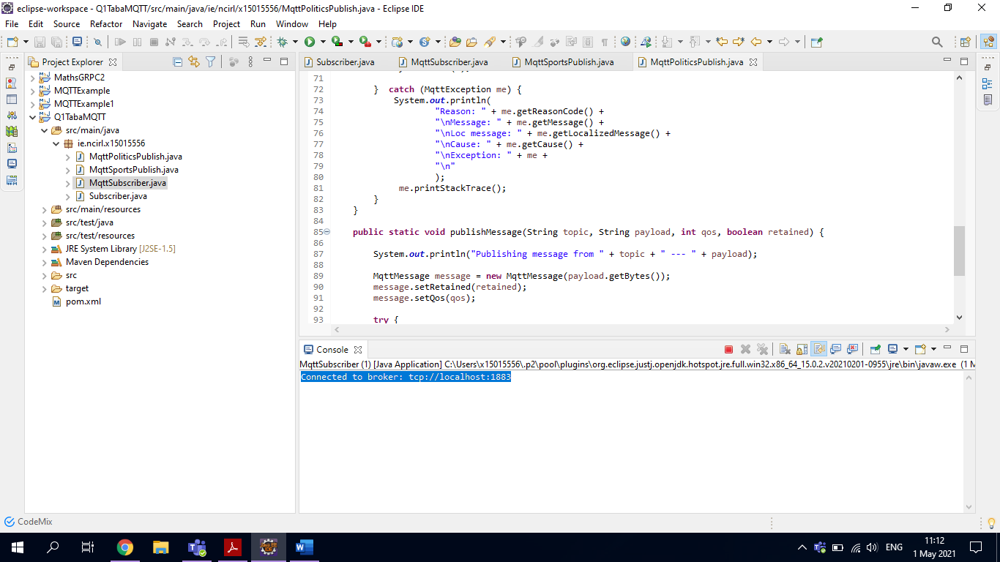 eclipse-workspace - Q1TabaMQTT/src/main/java/ie/ncirl/x15015556/MqttPoliticsPublish.java - Eclipse IDE
File Edit Source Refactor Navigate Search Project Run Window Help
Project Explorer
MathsGRPC2
MQTTExample
MQTTExample1
Q1TabaMQTT
src/main/java
ie.ncirl.x15015556
MqttPoliticsPublish.java
MqttSportsPublish.java
MqttSubscriber.java
Subscriber.java
src/main/resources
src/test/java
src/test/resources
JRE System Library [J2SE-1.5]
Maven Dependencies
src
target
pom.xml
Subscriber.java MqttSubscriber.java MqttSportsPublish.java MqttPoliticsPublish.java
71
72 } catch (MqttException me) {
73 System.out.println(
74 "Reason: " + me.getReasonCode() +
75 "\nMessage: " + me.getMessage() +
76 "\nLoc message: " + me.getLocalizedMessage() +
77 "\nCause: " + me.getCause() +
78 "\nException: " + me +
79 "\n"
80 );
81 me.printStackTrace();
82 }
83 }
84
85 public static void publishMessage(String topic, String payload, int qos, boolean retained) {
86
87 System.out.println("Publishing message from " + topic + " --- " + payload);
88
89 MqttMessage message = new MqttMessage(payload.getBytes());
90 message.setRetained(retained);
91 message.setQos(qos);
92
93 try {
Console
MqttSubscriber (1) [Java Application] C:\Users\x15015556\.p2\pool\plugins\org.eclipse.justj.openjdk.hotspot.jre.full.win32.x86_64_15.0.2.v20210201-0955\jre\bin\javaw.exe (1 M
Connected to broker: tcp://localhost:1883
CodeMix
ENG
11:12
1 May 2021